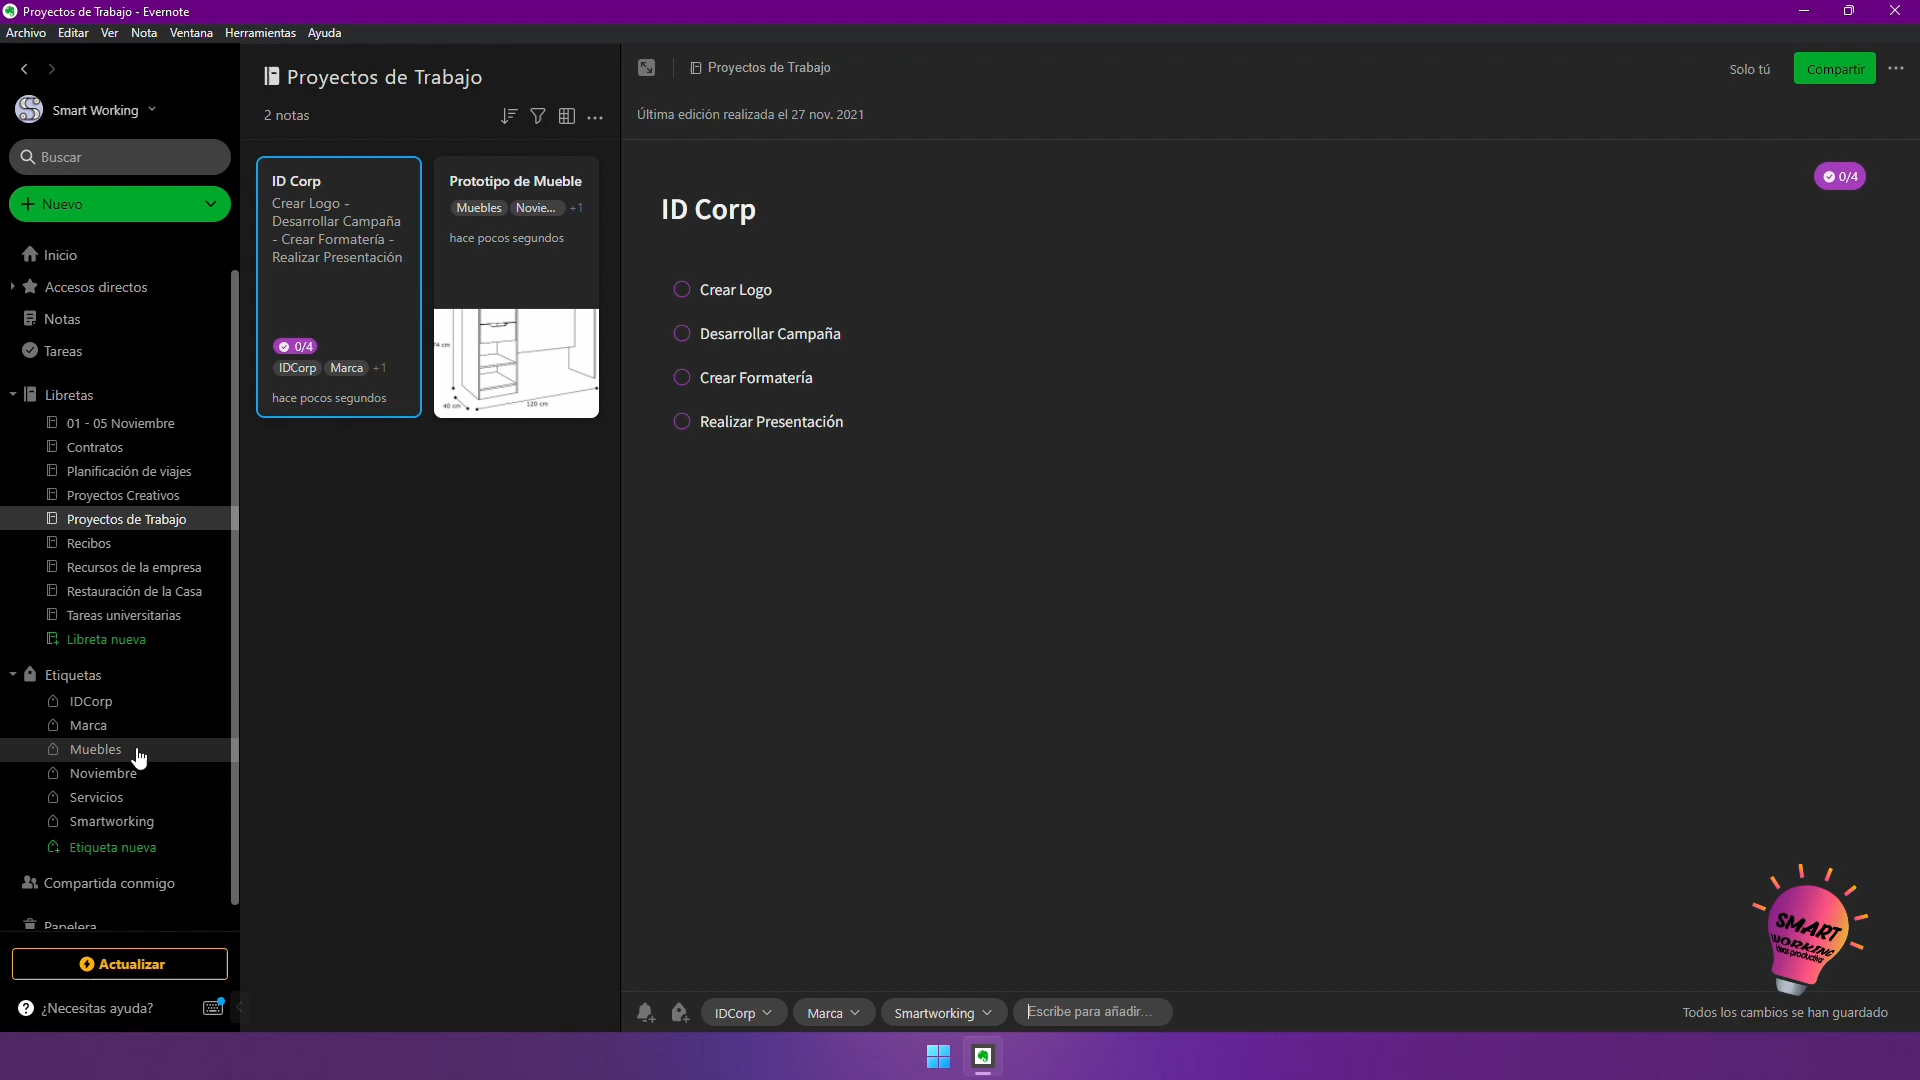 Proyectos de Trabajo - Evernote
Archivo Editar Ver Nota Ventana Herramientas Ayuda
Smart Working
Buscar
Nuevo
Inicio
Accesos directos
Notas
Tareas
Libretas
01 - 05 Noviembre
Contratos
Planificación de viajes
Proyectos Creativos
Proyectos de Trabajo
Recibos
Recursos de la empresa
Restauración de la Casa
Tareas universitarias
Libreta nueva
Etiquetas
IDCorp
Marca
Muebles
Noviembre
Servicios
Smartworking
Etiqueta nueva
Compartida conmigo
Papelera
Actualizar
¿Necesitas ayuda?
Proyectos de Trabajo
2 notas
ID Corp
Crear Logo -
Desarrollar Campaña
- Crear Formatería -
Realizar Presentación
0/4
IDCorp Marca +1
hace pocos segundos
Prototipo de Mueble
Muebles Novie... +1
hace pocos segundos
40 cm
120 cm
Proyectos de Trabajo
Solo tú
Compartir
Última edición realizada el 27 nov. 2021
0/4
ID Corp
Crear Logo
Desarrollar Campaña
Crear Formatería
Realizar Presentación
SMART
WORKING
IDCorp Marca Smartworking Escribe para añadir...
Todos los cambios se han guardado